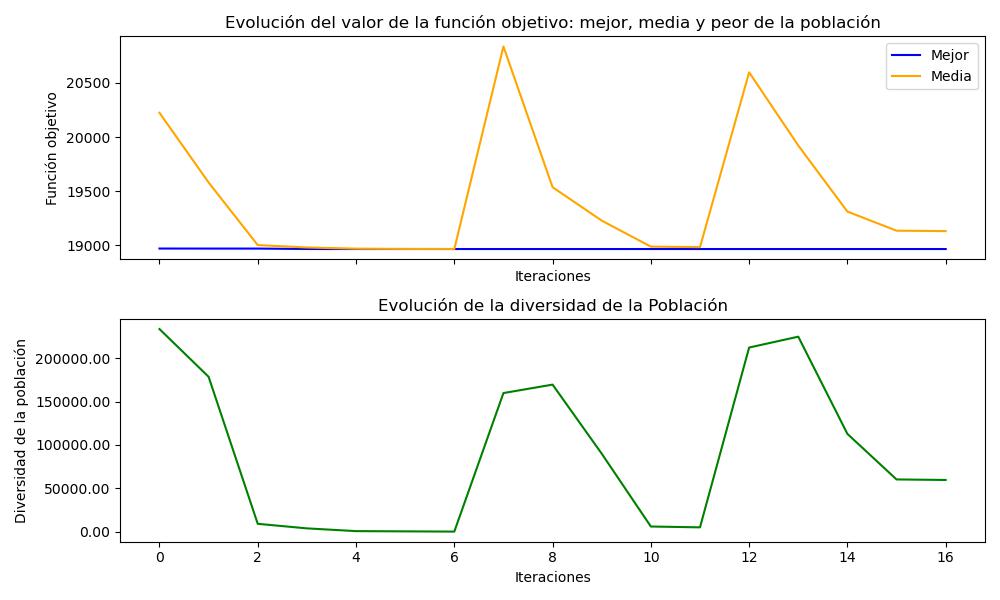 Evolución del valor de la función objetivo: mejor, media y peor de la población
Función objetivo
20500
20000
19500
19000
Mejor
Media
Iteraciones
Evolución de la diversidad de la Población
Diversidad de la población
200000.00
150000.00
100000.00
50000.00
0.00
0 2 4 6 8 10 12 14 16
Iteraciones